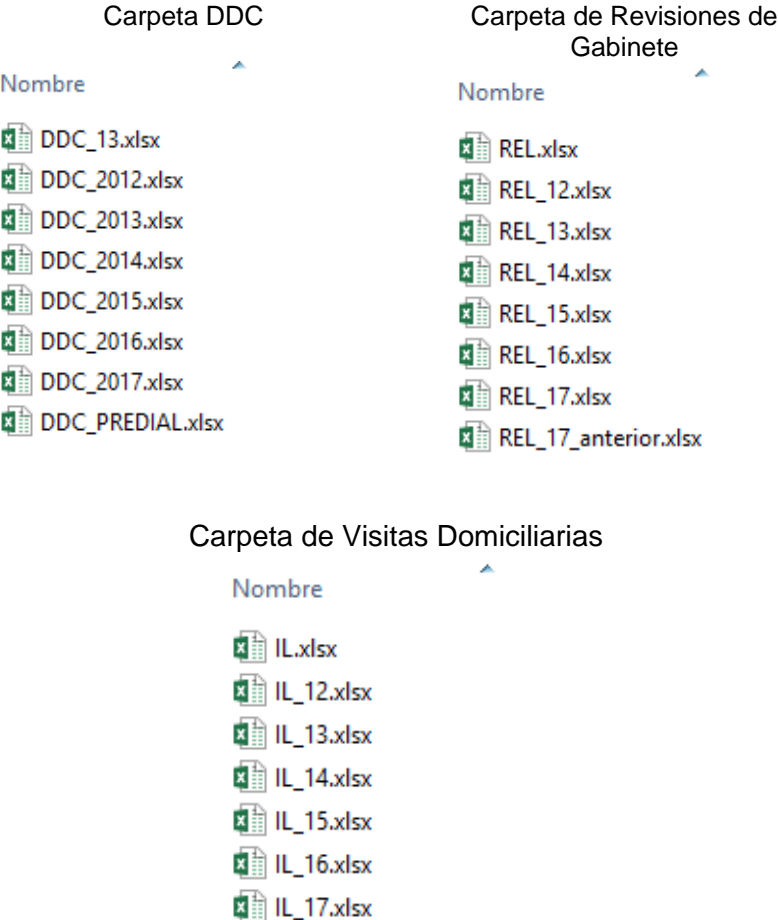 Carpeta DDC
Nombre
DDC_13.xlsx
DDC_2012.xlsx
DDC_2013.xlsx
DDC_2014.xlsx
DDC_2015.xlsx
DDC_2016.xlsx
DDC_2017.xlsx
DDC_PREDIAL.xlsx
Carpeta de Revisiones de
Gabinete
Nombre
REL.xlsx
REL_12.xlsx
REL_13.xlsx
REL_14.xlsx
REL_15.xlsx
REL_16.xlsx
REL_17.xlsx
REL_17_anterior.xlsx
Carpeta de Visitas Domiciliarias
Nombre
IL.xlsx
IL_12.xlsx
IL_13.xlsx
IL_14.xlsx
IL_15.xlsx
IL_16.xlsx
IL_17.xlsx